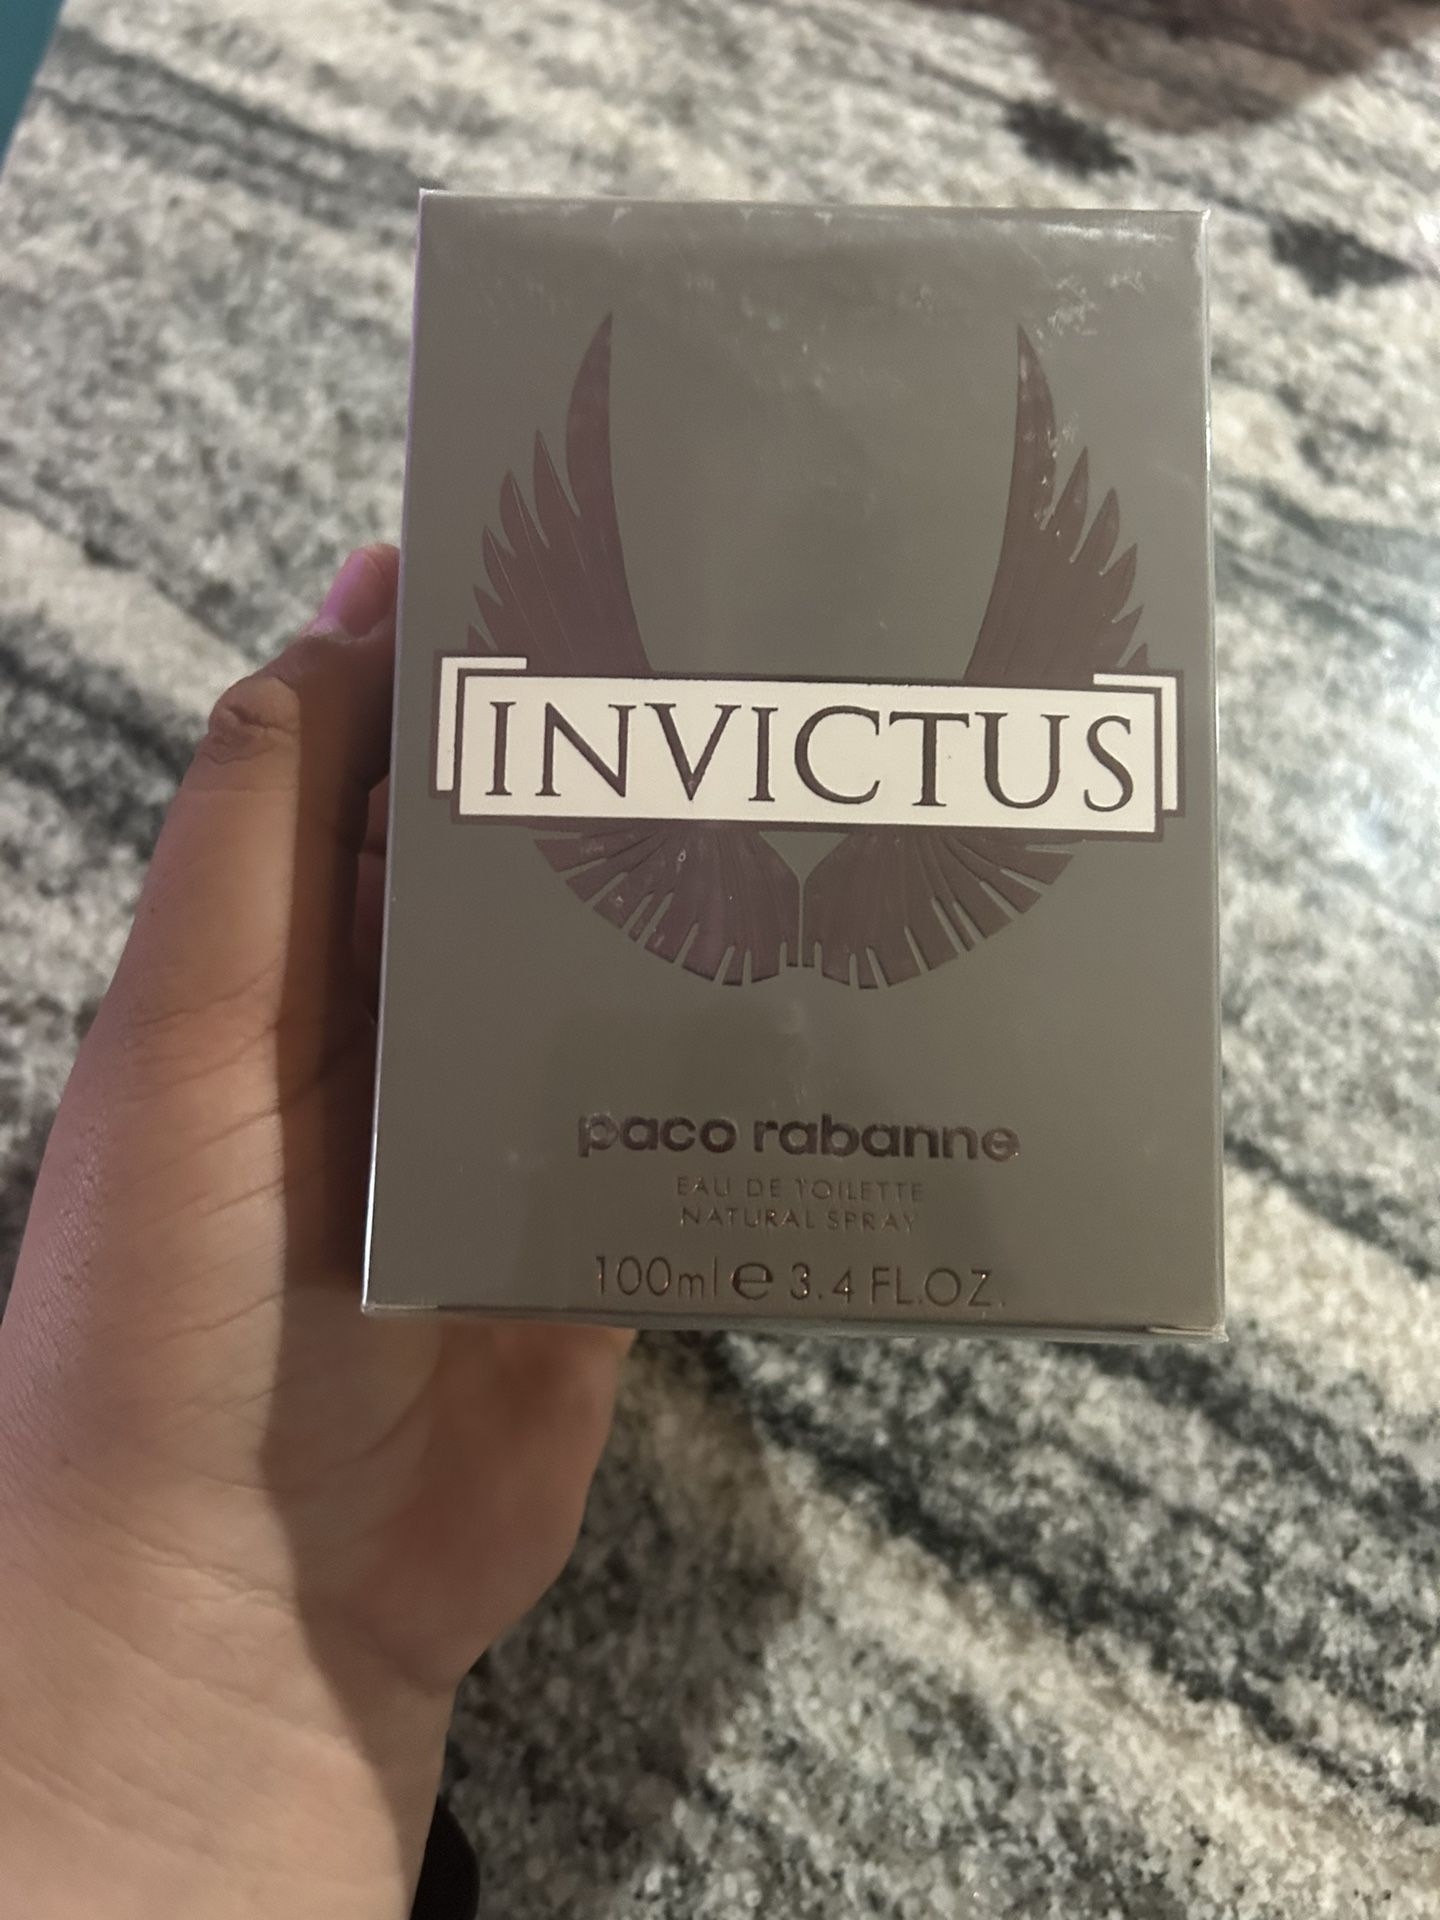 INVICTUS
paco rabanne
EAU DE TOILETTE
NATURAL SPRAY
100ml e 3.4 FL.OZ.